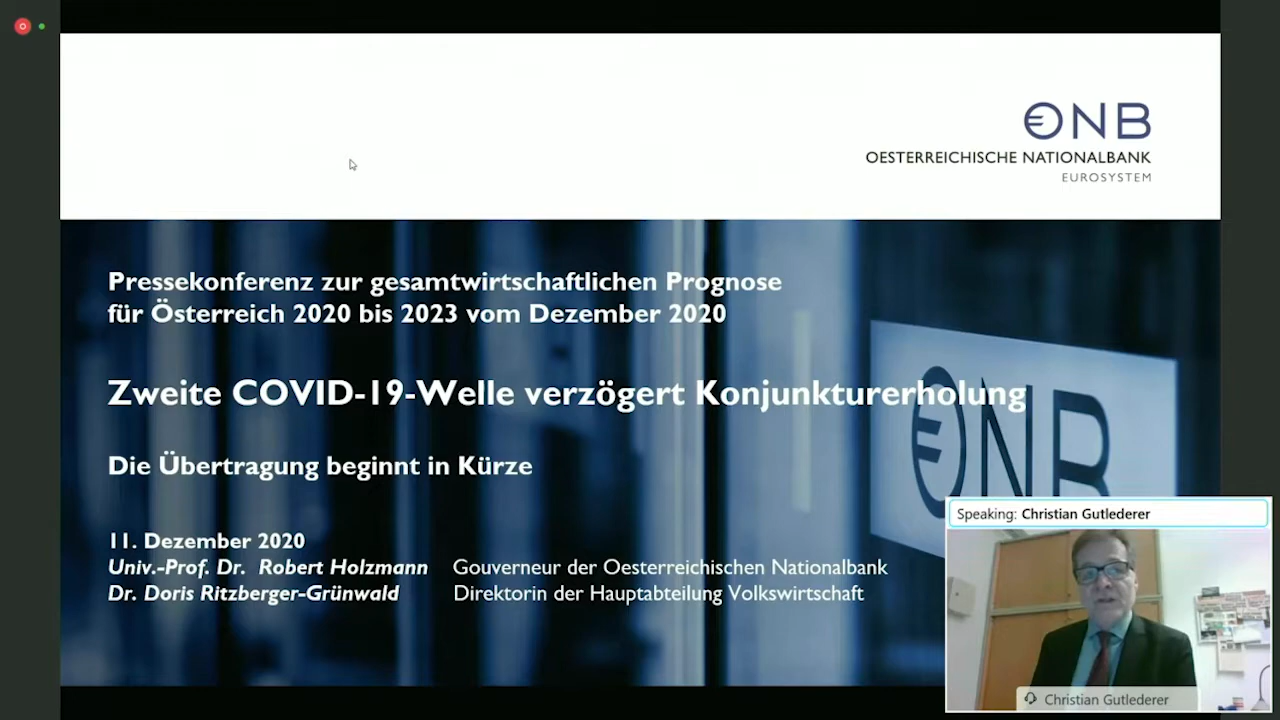 €NB
OESTERREICHISCHE NATIONALBANK
EUROSYSTEM
Pressekonferenz zur gesamtwirtschaftlichen Prognose
für Österreich 2020 bis 2023 vom Dezember 2020
Zweite COVID-19-Welle verzögert Konjunkturerholung
Die Übertragung beginnt in Kürze
€NB
11. Dezember 2020
Univ.-Prof. Dr. Robert Holzmann Gouverneur der Oesterreichischen Nationalbank
Dr. Doris Ritzberger-Grünwald Direktorin der Hauptabteilung Volkswirtschaft
Speaking: Christian Gutlederer
Christian Gutlederer